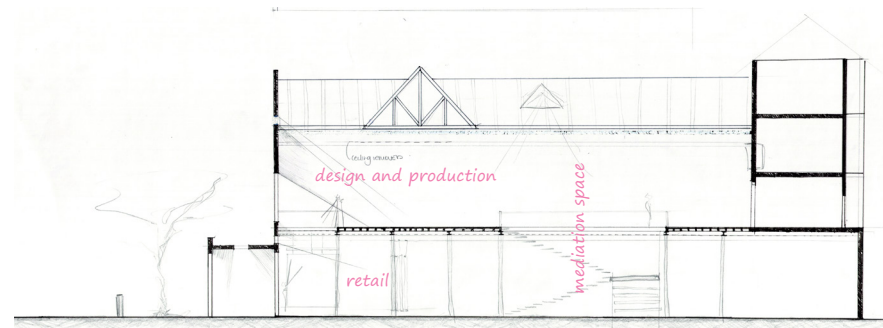 design and production
mediation space
retail